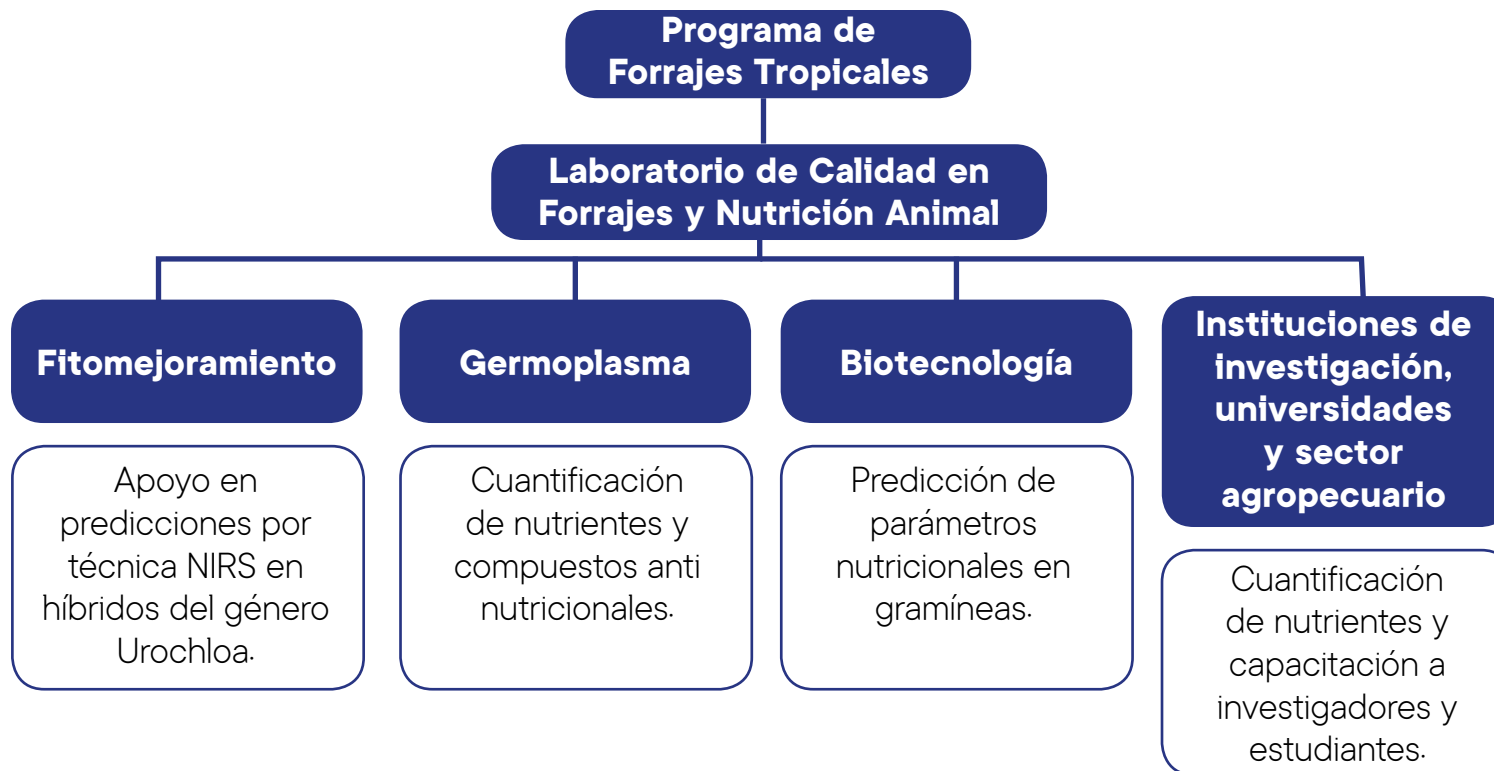 Programa de
Forrajes Tropicales
Laboratorio de Calidad en
Forrajes y Nutrición Animal
Fitomejoramiento
Apoyo en
predicciones por
técnica NIRS en
híbridos del género
Urochloa.
Germoplasma
Cuantificación
de nutrientes y
compuestos anti
nutricionales.
Biotecnología
Predicción de
parámetros
nutricionales en
gramíneas.
Instituciones de
investigación,
universidades
y sector
agropecuario
Cuantificación
de nutrientes y
capacitación a
investigadores y
estudiantes.